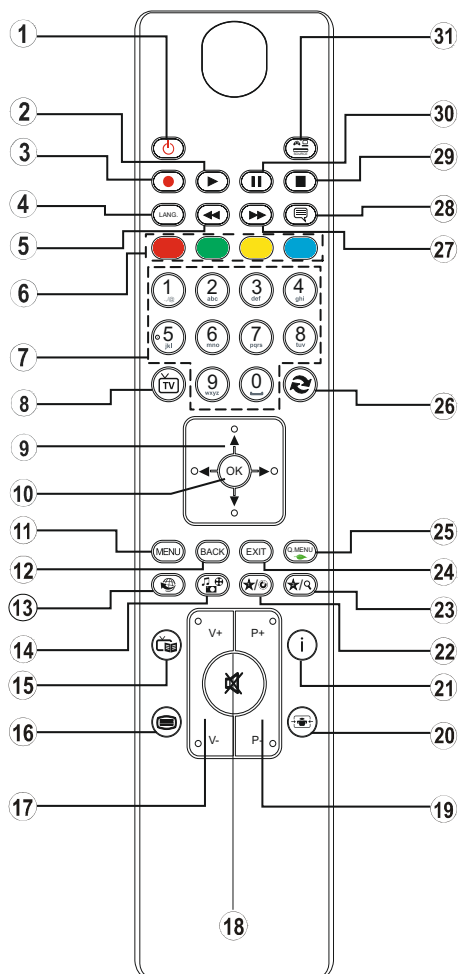 1
31
2
30
3
29
4
LANG.
28
5
27
6
1 .@
2 abc
3 def
4 ghi
5 jkl
6 mno
7 pqrs
8 tuv
7
8
TV
9 wxyz
0
26
9
OK
10
11
MENU
BACK
EXIT
Q.MENU
25
12
24
13
23
14
V+
P+
22
15
i
21
16
20
V-
P-
17
19
18